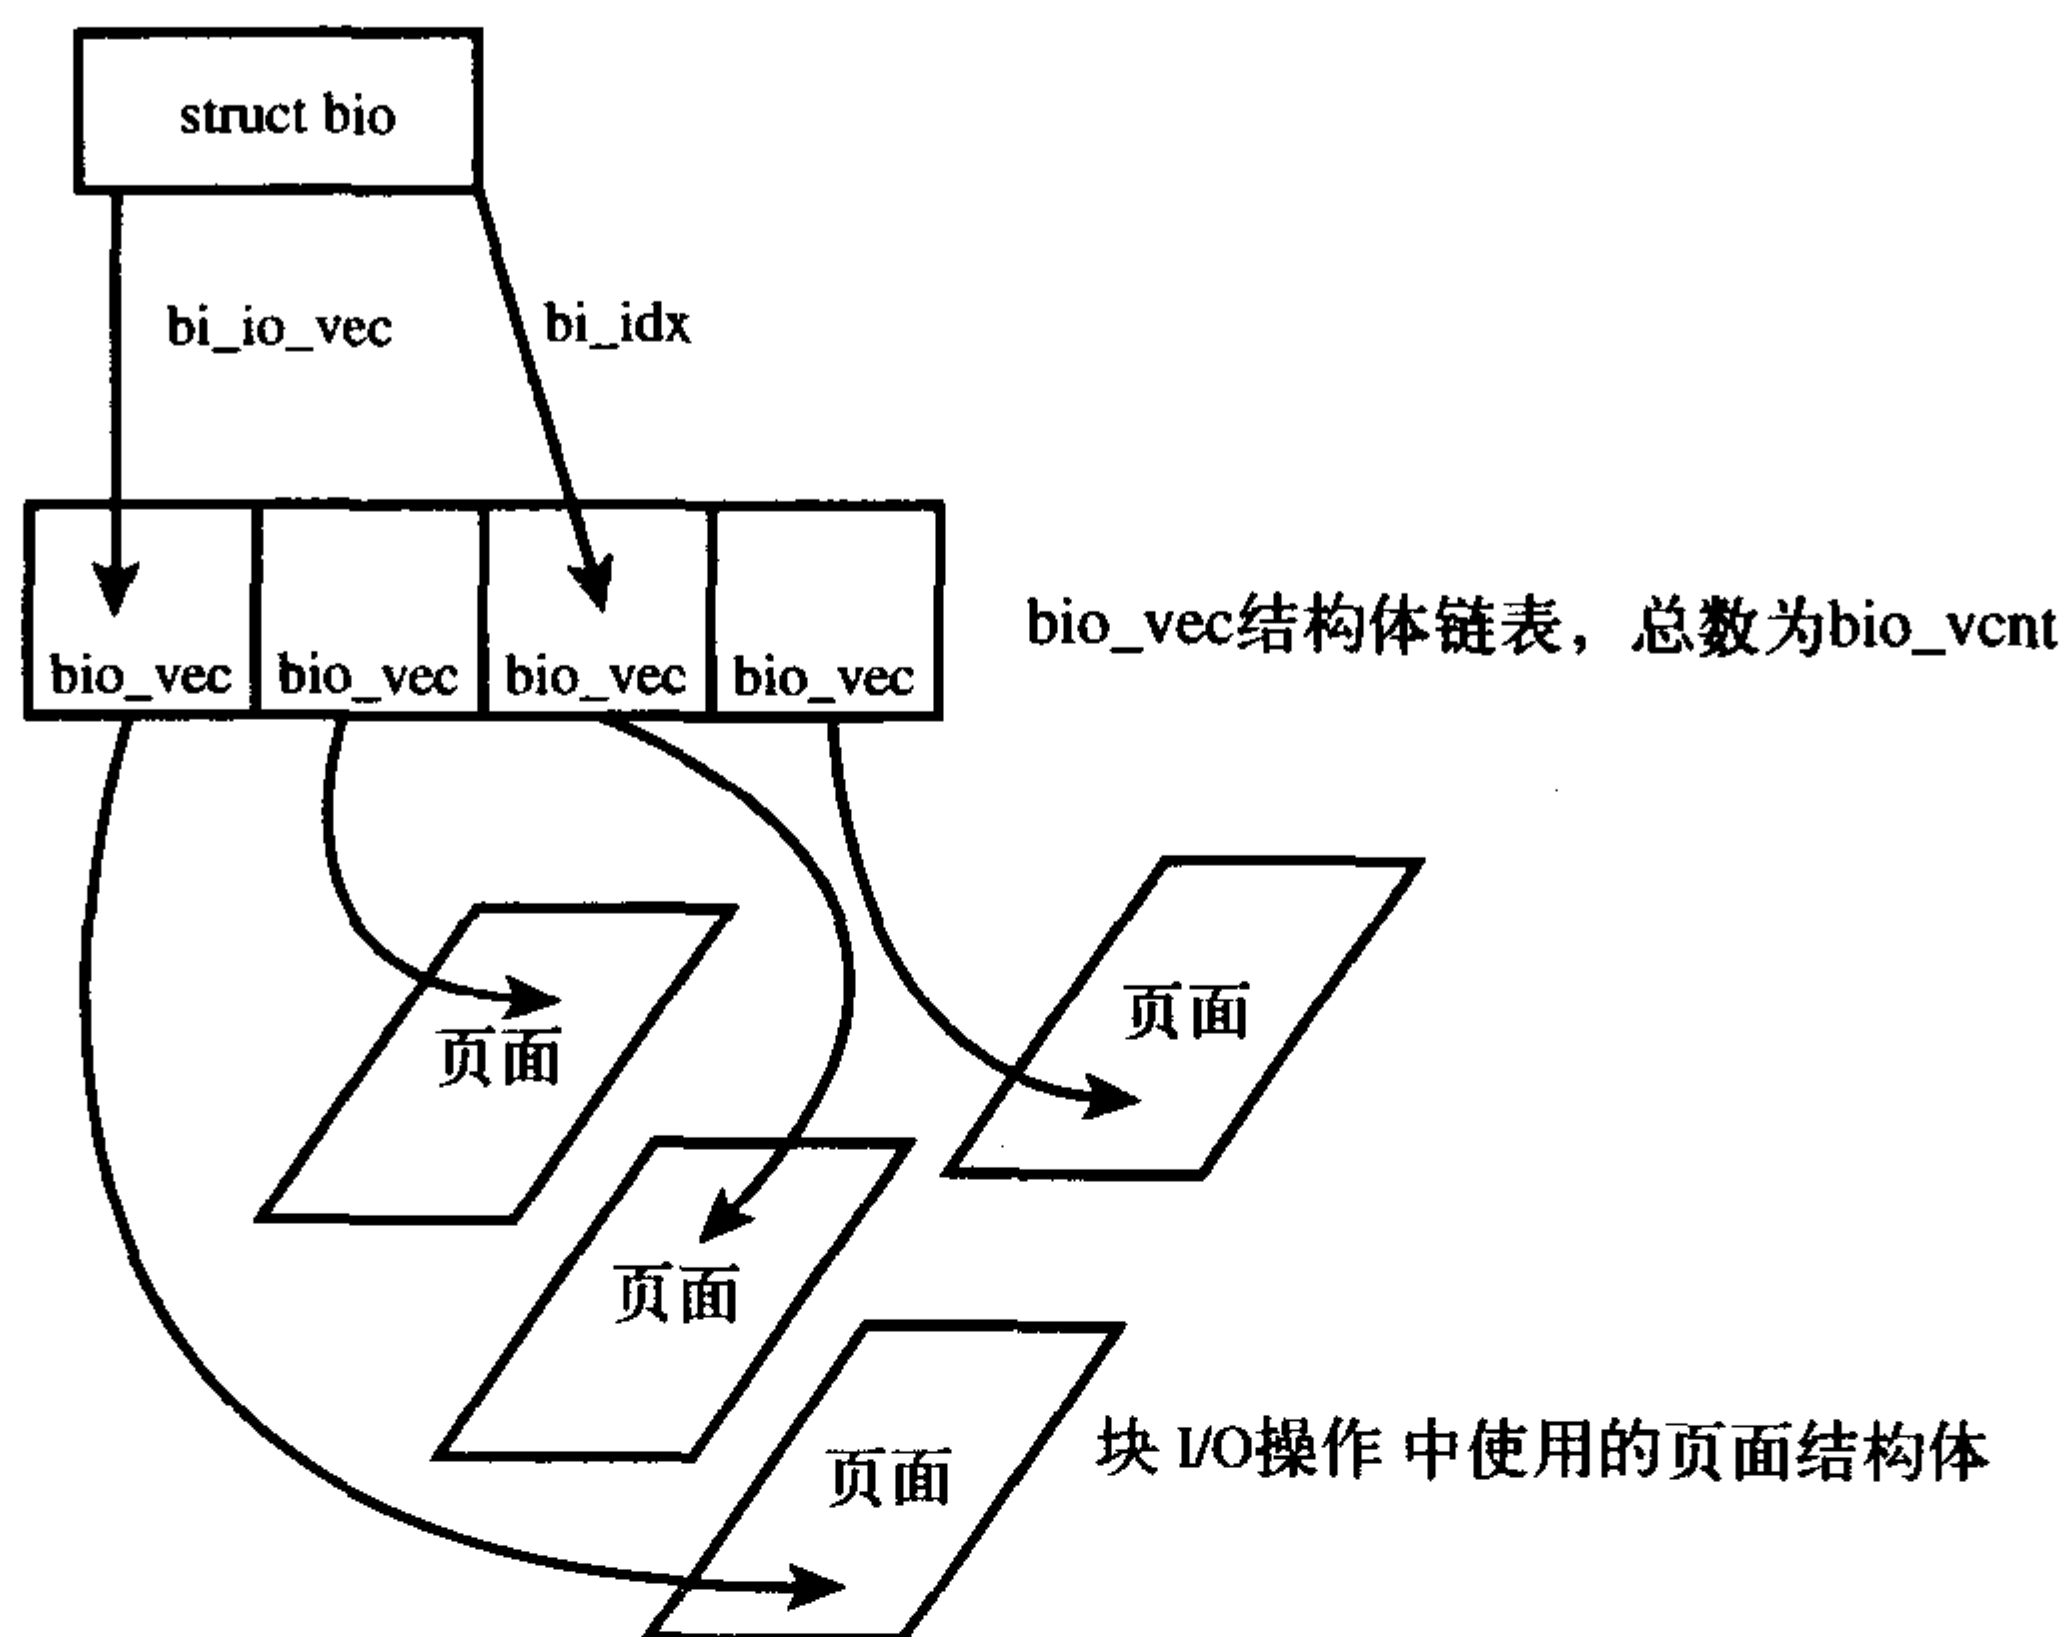 struct bio
bi_io_vec
bi_idx
bio_vec
bio_vec
bio_vec
bio_vec
bio_vec结构体链表，总数为bio_vcnt
页面
页面
页面
页面
块 I/O操作 中使用的页面结构体